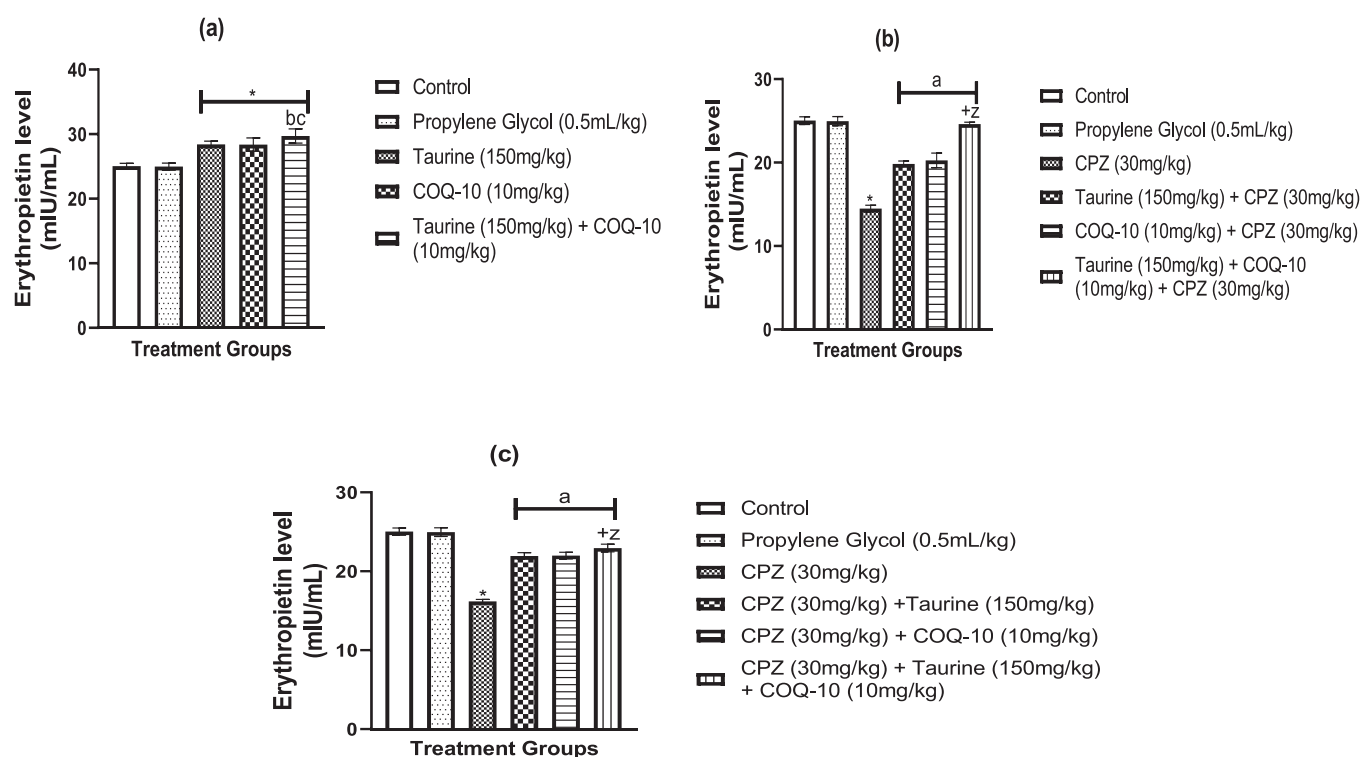 (a)
Erythropietin level
(mIU/mL)
40
30
20
10
0
*
bc
Treatment Groups
Control
Propylene Glycol (0.5mL/kg)
Taurine (150mg/kg)
COQ-10 (10mg/kg)
Taurine (150mg/kg) + COQ-10
(10mg/kg)
(b)
Erythropietin level
(mIU/mL)
30
20
10
0
*
a
+z
Treatment Groups
Control
Propylene Glycol (0.5mL/kg)
CPZ (30mg/kg)
Taurine (150mg/kg) + CPZ (30mg/kg)
COQ-10 (10mg/kg) + CPZ (30mg/kg)
Taurine (150mg/kg) + COQ-10
(10mg/kg) + CPZ (30mg/kg)
(c)
Erythropietin level
(mIU/mL)
30
20
10
0
*
a
+z
Treatment Groups
Control
Propylene Glycol (0.5mL/kg)
CPZ (30mg/kg)
CPZ (30mg/kg) +Taurine (150mg/kg)
CPZ (30mg/kg) + COQ-10 (10mg/kg)
CPZ (30mg/kg) + Taurine (150mg/kg)
+ COQ-10 (10mg/kg)